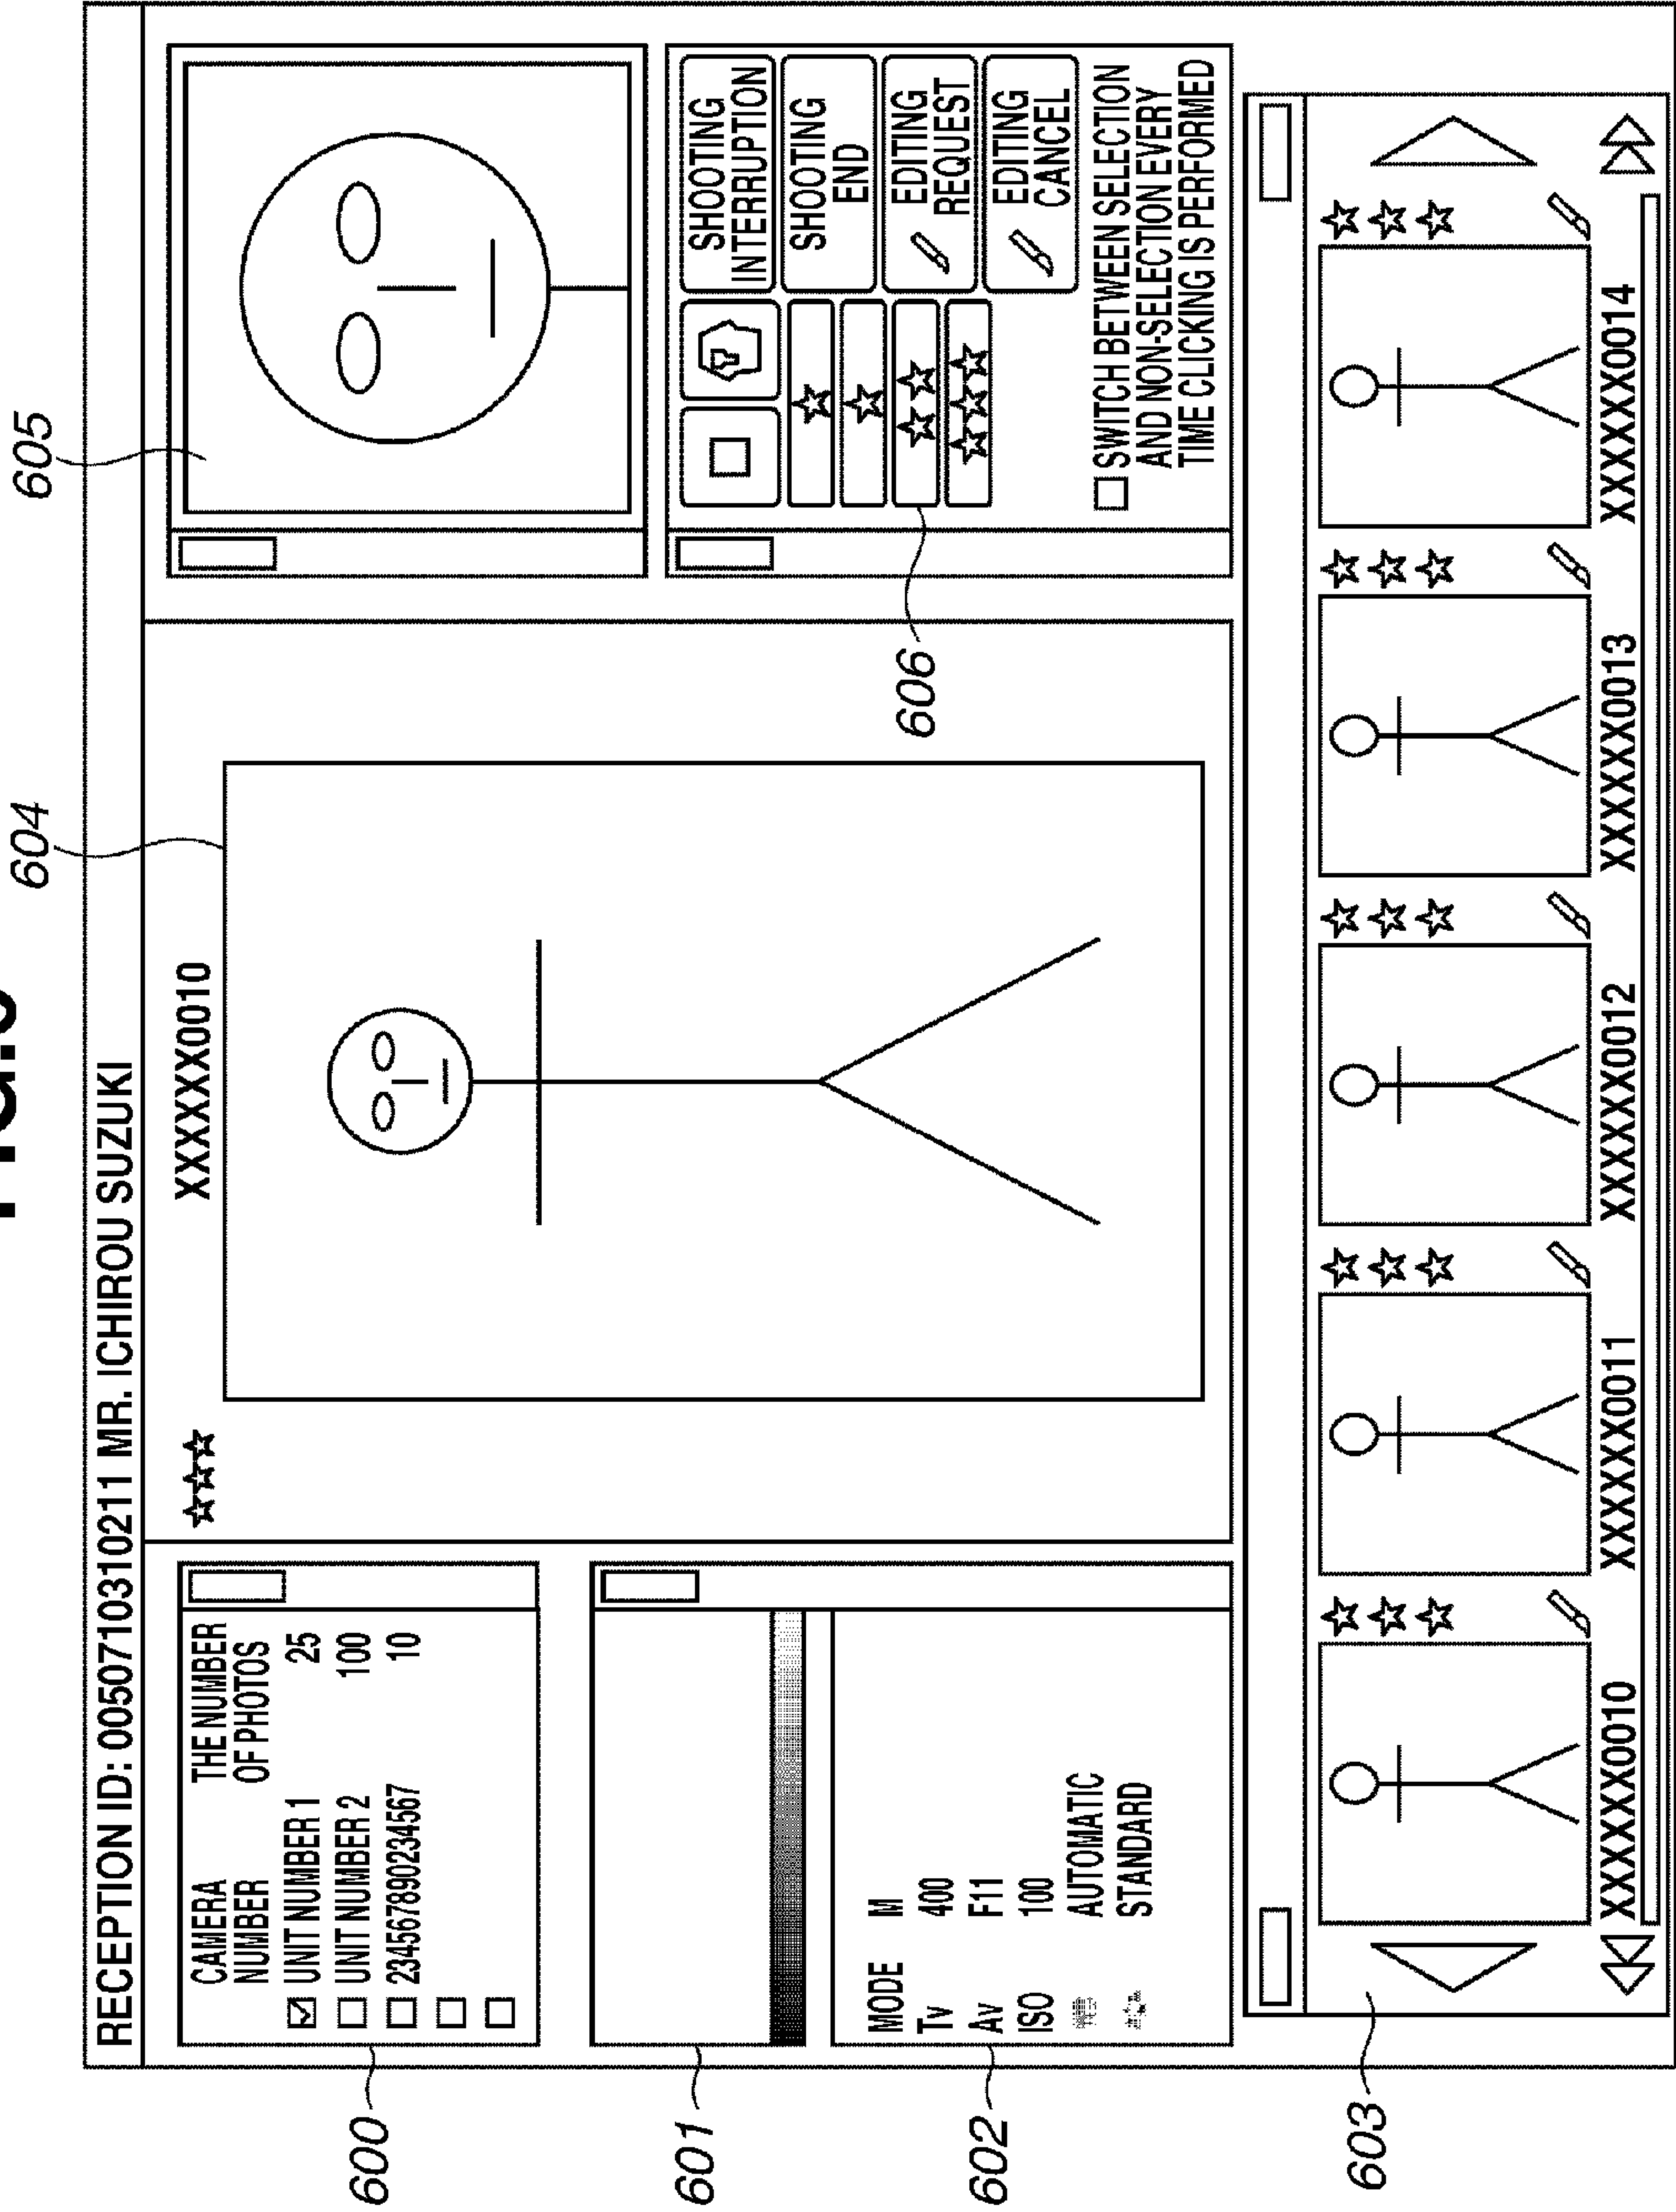 605
604
RECEPTION ID: 0050710310211 MR. ICHIROU SUZUKI
CAMERA NUMBER THE NUMBER OF PHOTOS
UNIT NUMBER 1 25
UNIT NUMBER 2 100
2345678902345​67 10
600
601
MODE M
Tv 400
Av F11
ISO 100
AUTOMATIC
STANDARD
602
XXXXXX0010
SHOOTING
INTERRUPTION
SHOOTING
END
EDITING
REQUEST
EDITING
CANCEL
SWITCH BETWEEN SELECTION
AND NON-SELECTION EVERY
TIME CLICKING IS PERFORMED
606
603
XXXXXX0010 XXXXXX0011 XXXXXX0012 XXXXXX0013 XXXXXX0014